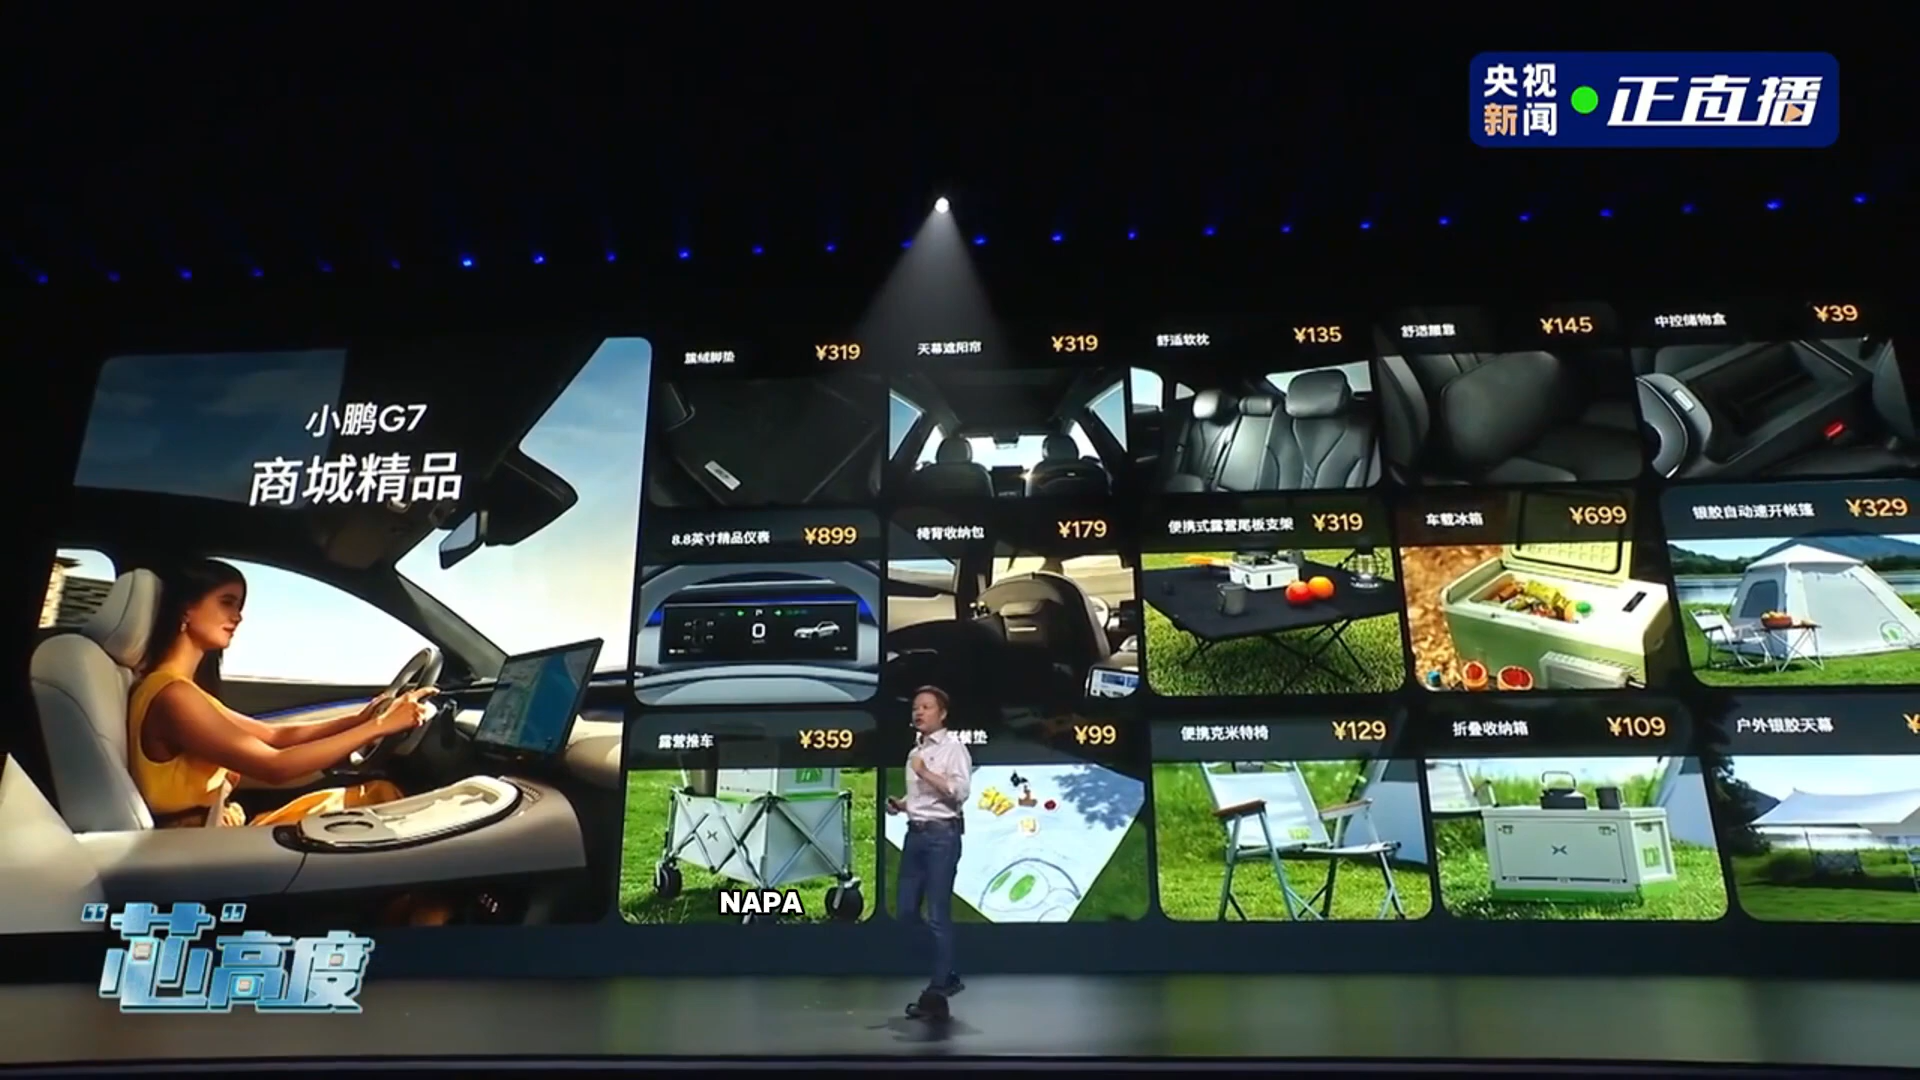 央视
新闻
正直播
小鹏G7
商城精品
簇绒脚垫 ¥319
天幕遮阳帘 ¥319
舒适软枕 ¥135
舒适腰靠 ¥145
中控储物盒 ¥39
8.8英寸精品仪表 ¥899
椅背收纳包 ¥179
便携式露营尾板支架 ¥319
车载冰箱 ¥699
银胶自动速开帐篷 ¥329
露营推车 ¥359
餐垫 ¥99
便携克米特椅 ¥129
折叠收纳箱 ¥109
户外银胶天幕 ¥
0
NAPA
“芯”高度